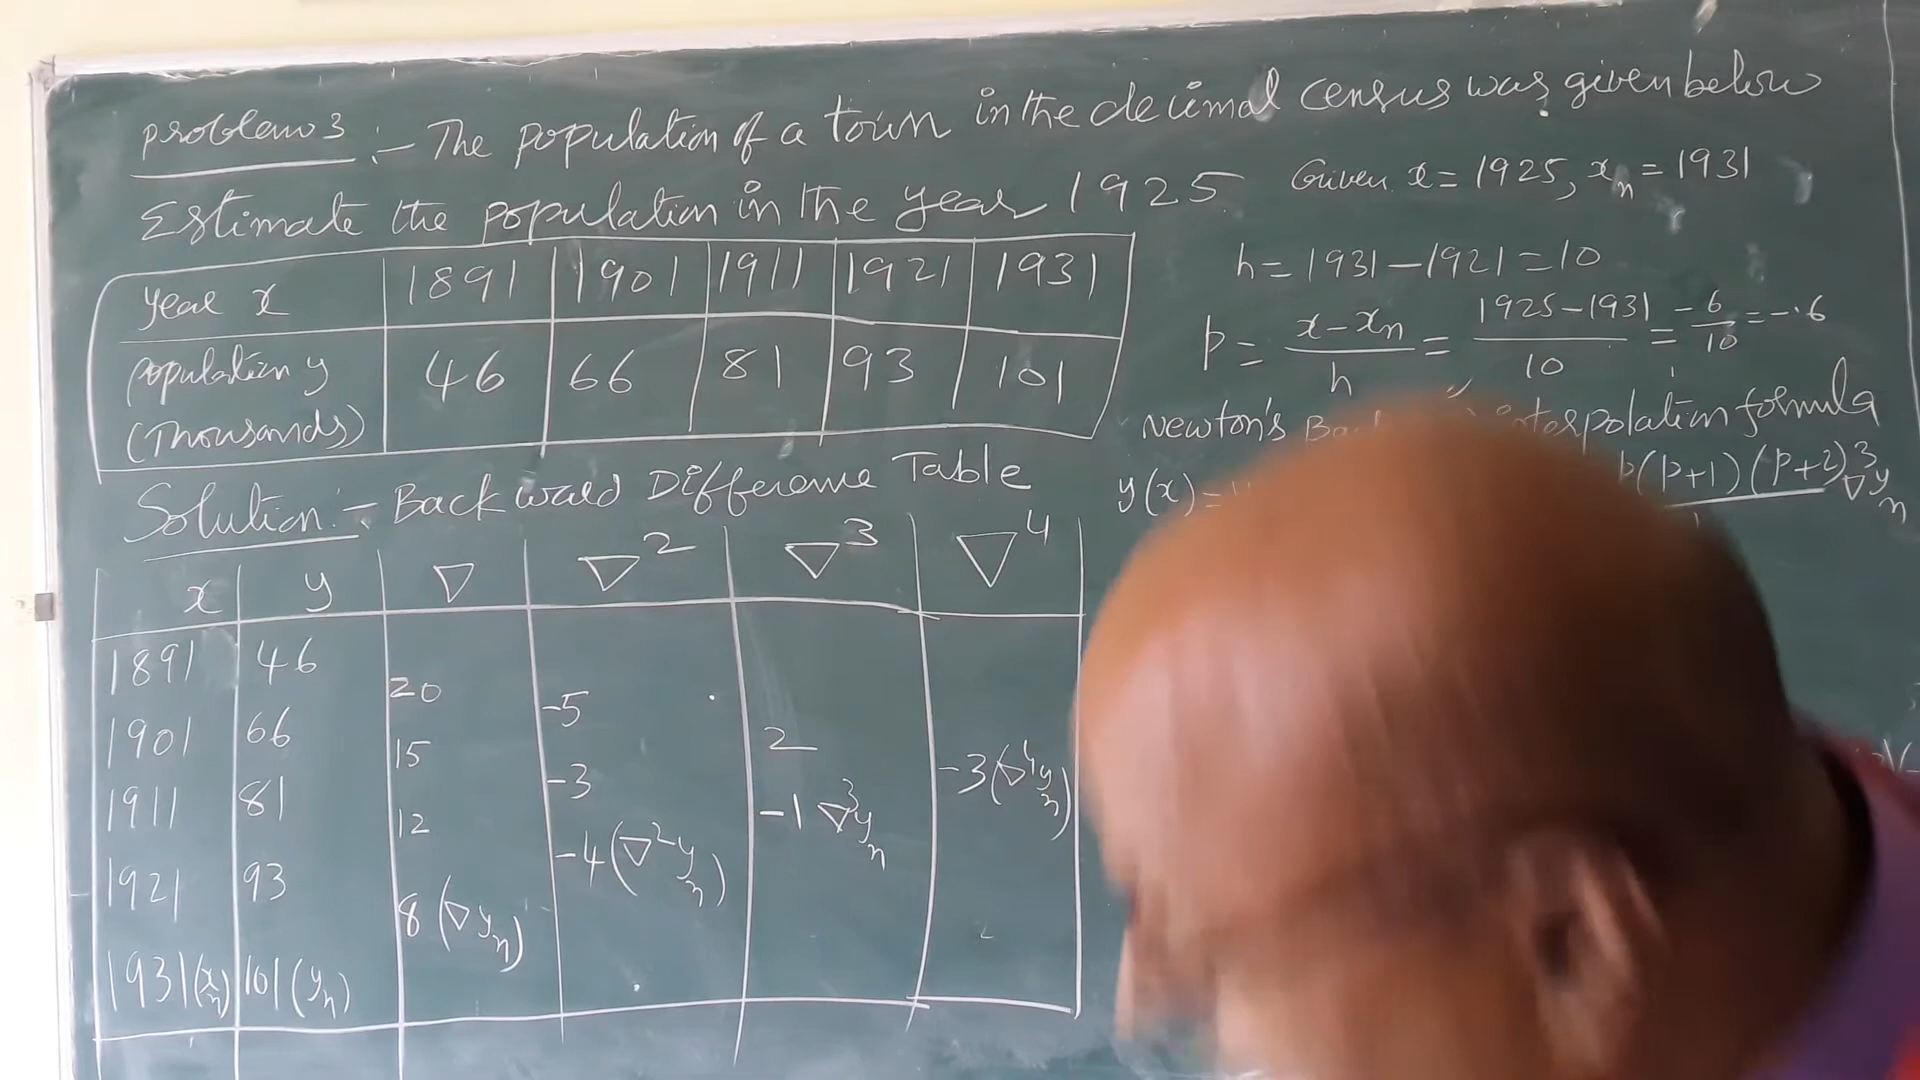 problem 3 :- The population of a town in the decimal census was given below
Estimate the population in the year 1925
year x 1891 1901 1911 1921 1931
population y 46 66 81 93 101
(Thousands)
Solution:- Backward Difference Table
x y ∇ ∇² ∇³ ∇⁴
1891 46
20
-5
1901 66
15
2
-3
-3(∇⁴yₙ)
1911 81
12
-1 ∇³yₙ
-4(∇²yₙ)
1921 93
8(∇yₙ)
1931(xₙ) 101(yₙ)
Given x = 1925, xₙ = 1931
h = 1931 - 1921 = 10
p = x - xₙ / h = 1925 - 1931 / 10 = -6 / 10 = -.6
Newton's interpolation formula
y(x) = p(p+1)(p+2) ∇³yₙ